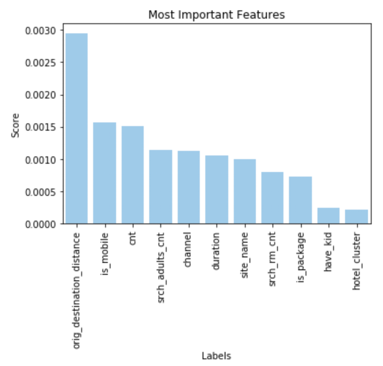 Most Important Features
Score
0.0030
0.0025
0.0020
0.0015
0.0010
0.0005
0.0000
orig_destination_distance
is_mobile
cnt
srch_adults_cnt
channel
duration
site_name
srch_rm_cnt
is_package
have_kid
hotel_cluster
Labels